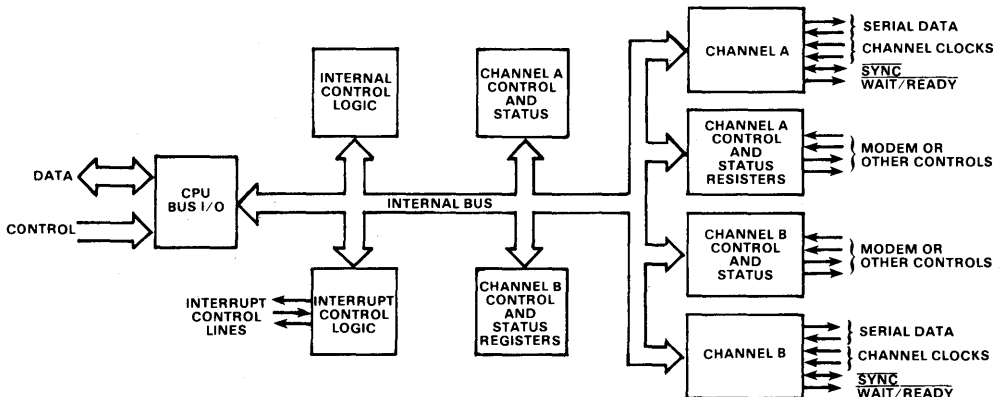 INTERNAL
CONTROL
LOGIC
CHANNEL A
CONTROL
AND
STATUS
CHANNEL A
SERIAL DATA
CHANNEL CLOCKS
SYNC
WAIT/READY
CHANNEL A
CONTROL
AND
STATUS
RESISTERS
MODEM OR
OTHER CONTROLS
DATA
CONTROL
CPU
BUS I/O
INTERNAL BUS
CHANNEL B
CONTROL
AND
STATUS
MODEM OR
OTHER CONTROLS
INTERRUPT
CONTROL
LINES
INTERRUPT
CONTROL
LOGIC
CHANNEL B
CONTROL
AND
STATUS
REGISTERS
CHANNEL B
SERIAL DATA
CHANNEL CLOCKS
SYNC
WAIT/READY